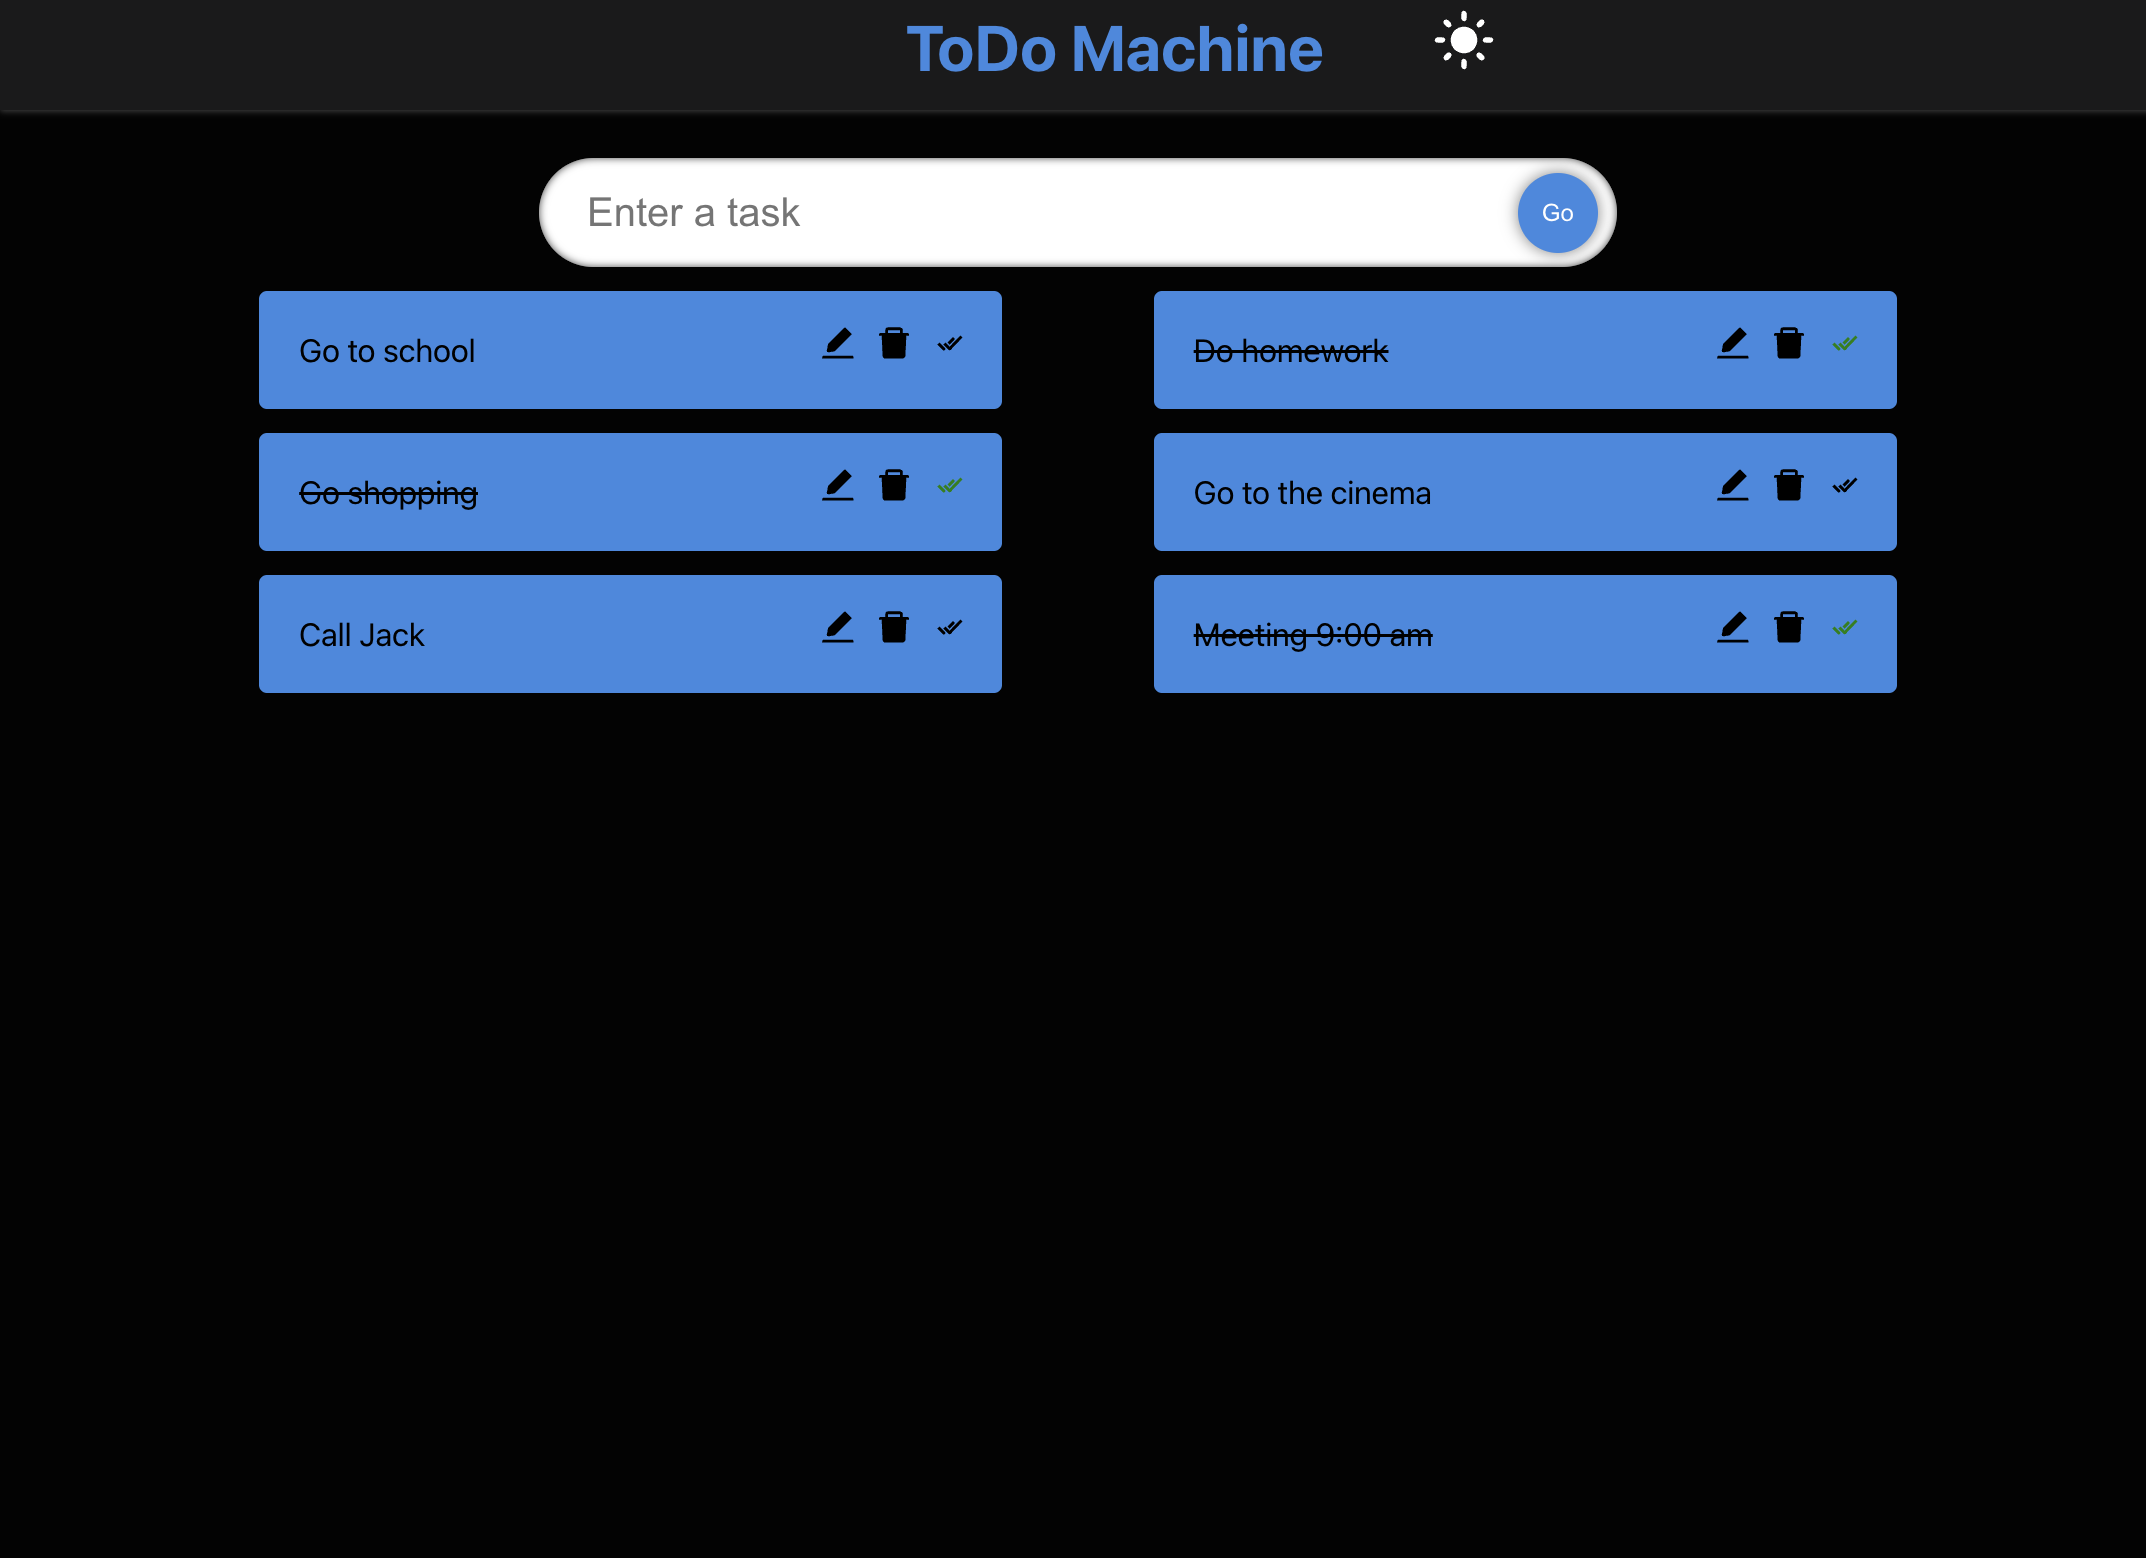 ToDo Machine
Enter a task
Go
Go to school
Do homework
Go shopping
Go to the cinema
Call Jack
Meeting 9:00 am